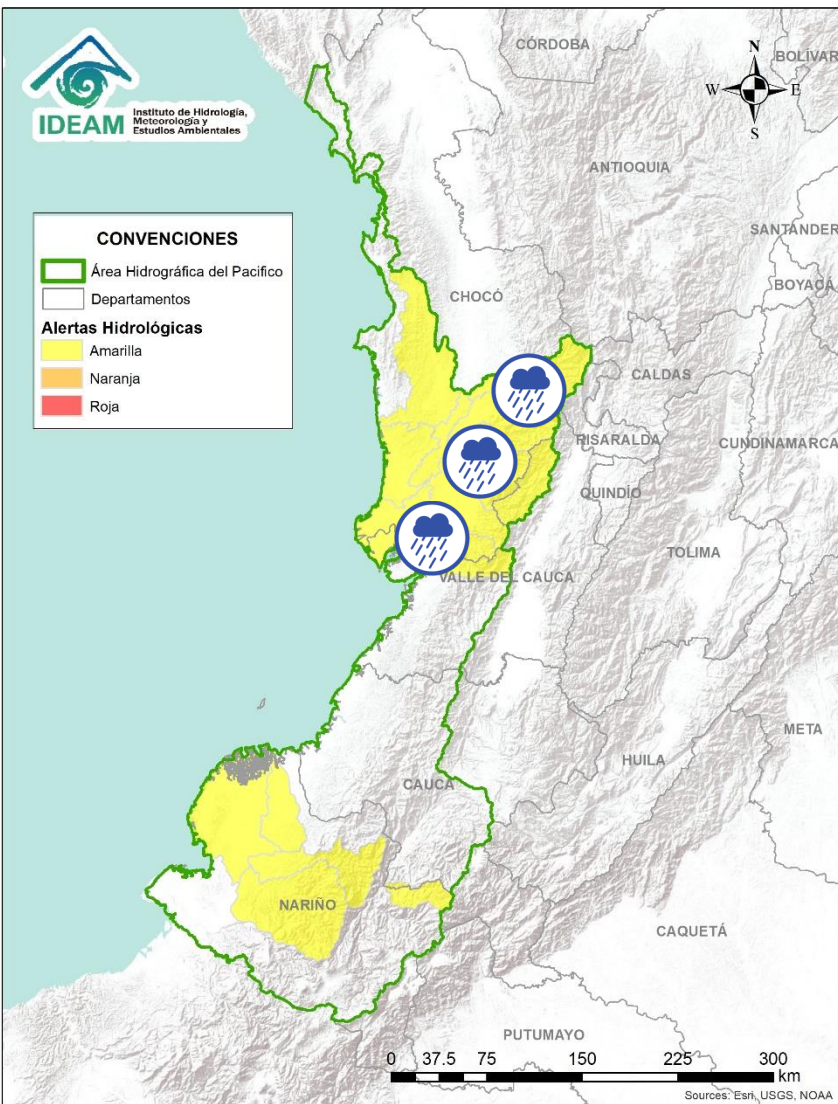 IDEAM
Instituto de Hidrología,
Meteorología y
Estudios Ambientales
CÓRDOBA
BOLÍVAR
N
W
E
S
ANTIOQUIA
SANTANDER
BOYACÁ
CONVENCIONES
Área Hidrográfica del Pacifico
Departamentos
Alertas Hidrológicas
Amarilla
Naranja
Roja
CHOCÓ
CALDAS
RISARALDA
CUNDINAMARCA
QUINDÍO
TOLIMA
VALLE DEL CAUCA
META
HUILA
CAUCA
NARIÑO
CAQUETÁ
PUTUMAYO
0 37.5 75 150 225 300
km
Sources: Esri, USGS, NOAA